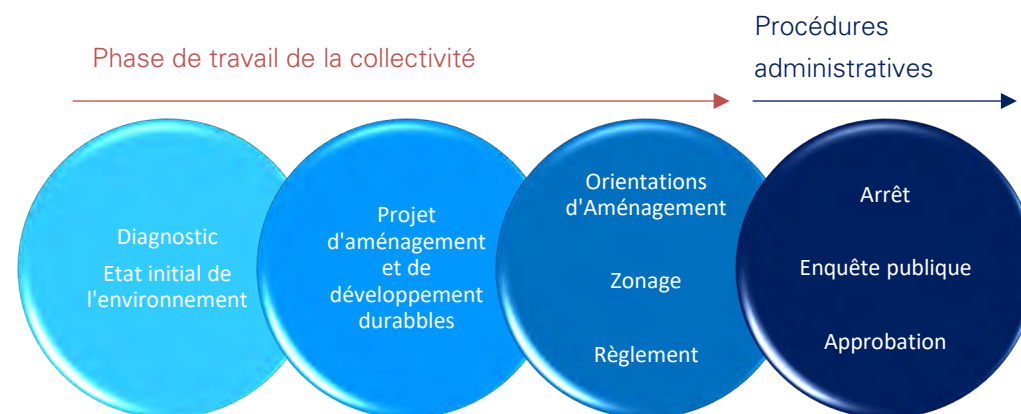 Phase de travail de la collectivité
Procédures
administratives
Diagnostic
Etat initial de
l'environnement
Projet
d'aménagement
et de
développement
durabbles
Orientations
d'Aménagement
Zonage
Règlement
Arrêt
Enquête publique
Approbation